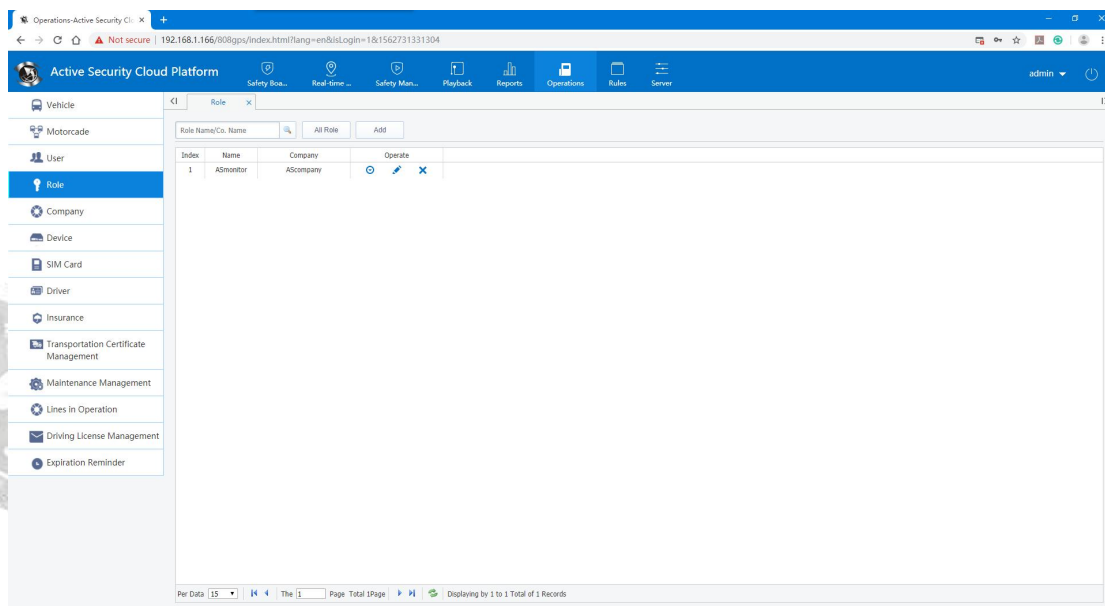 Operations-Active Security Clo
Not secure | 192.168.1.166/808gps/index.html?lang=en&isLogin=1&1562731331304
Active Security Cloud Platform
Safety Boa...
Real-time ...
Safety Man...
Playback
Reports
Operations
Rules
Server
admin
Vehicle
Motorcade
User
Role
Company
Device
SIM Card
Driver
Insurance
Transportation Certificate
Management
Maintenance Management
Lines in Operation
Driving License Management
Expiration Reminder
Role
Role Name/Co. Name All Role Add
Index Name Company Operate
1 ASmonitor AScompany
Per Data 15 The 1 Page Total 1Page Displaying by 1 to 1 Total of 1 Records